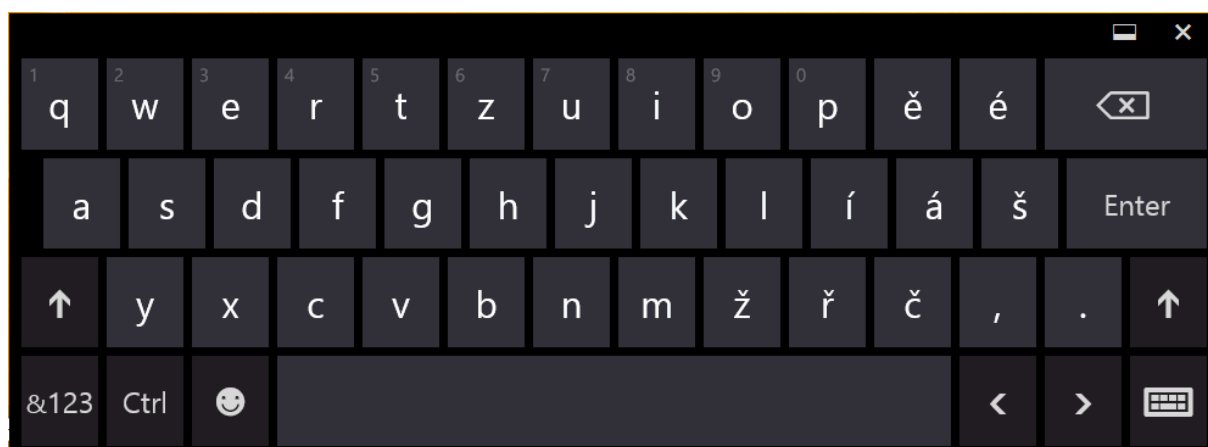 1 2 3 4 5 6 7 8 9 0
q w e r t z u i o p ě é
a s d f g h j k l í á š Enter
y x c v b n m ž ř č , .
&123 Ctrl